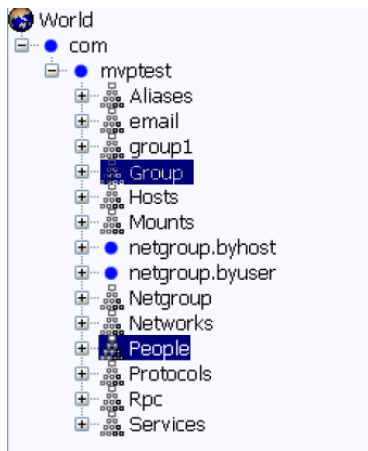 World
com
mvptest
Aliases
email
group1
Group
Hosts
Mounts
netgroup.byhost
netgroup.byuser
Netgroup
Networks
People
Protocols
Rpc
Services